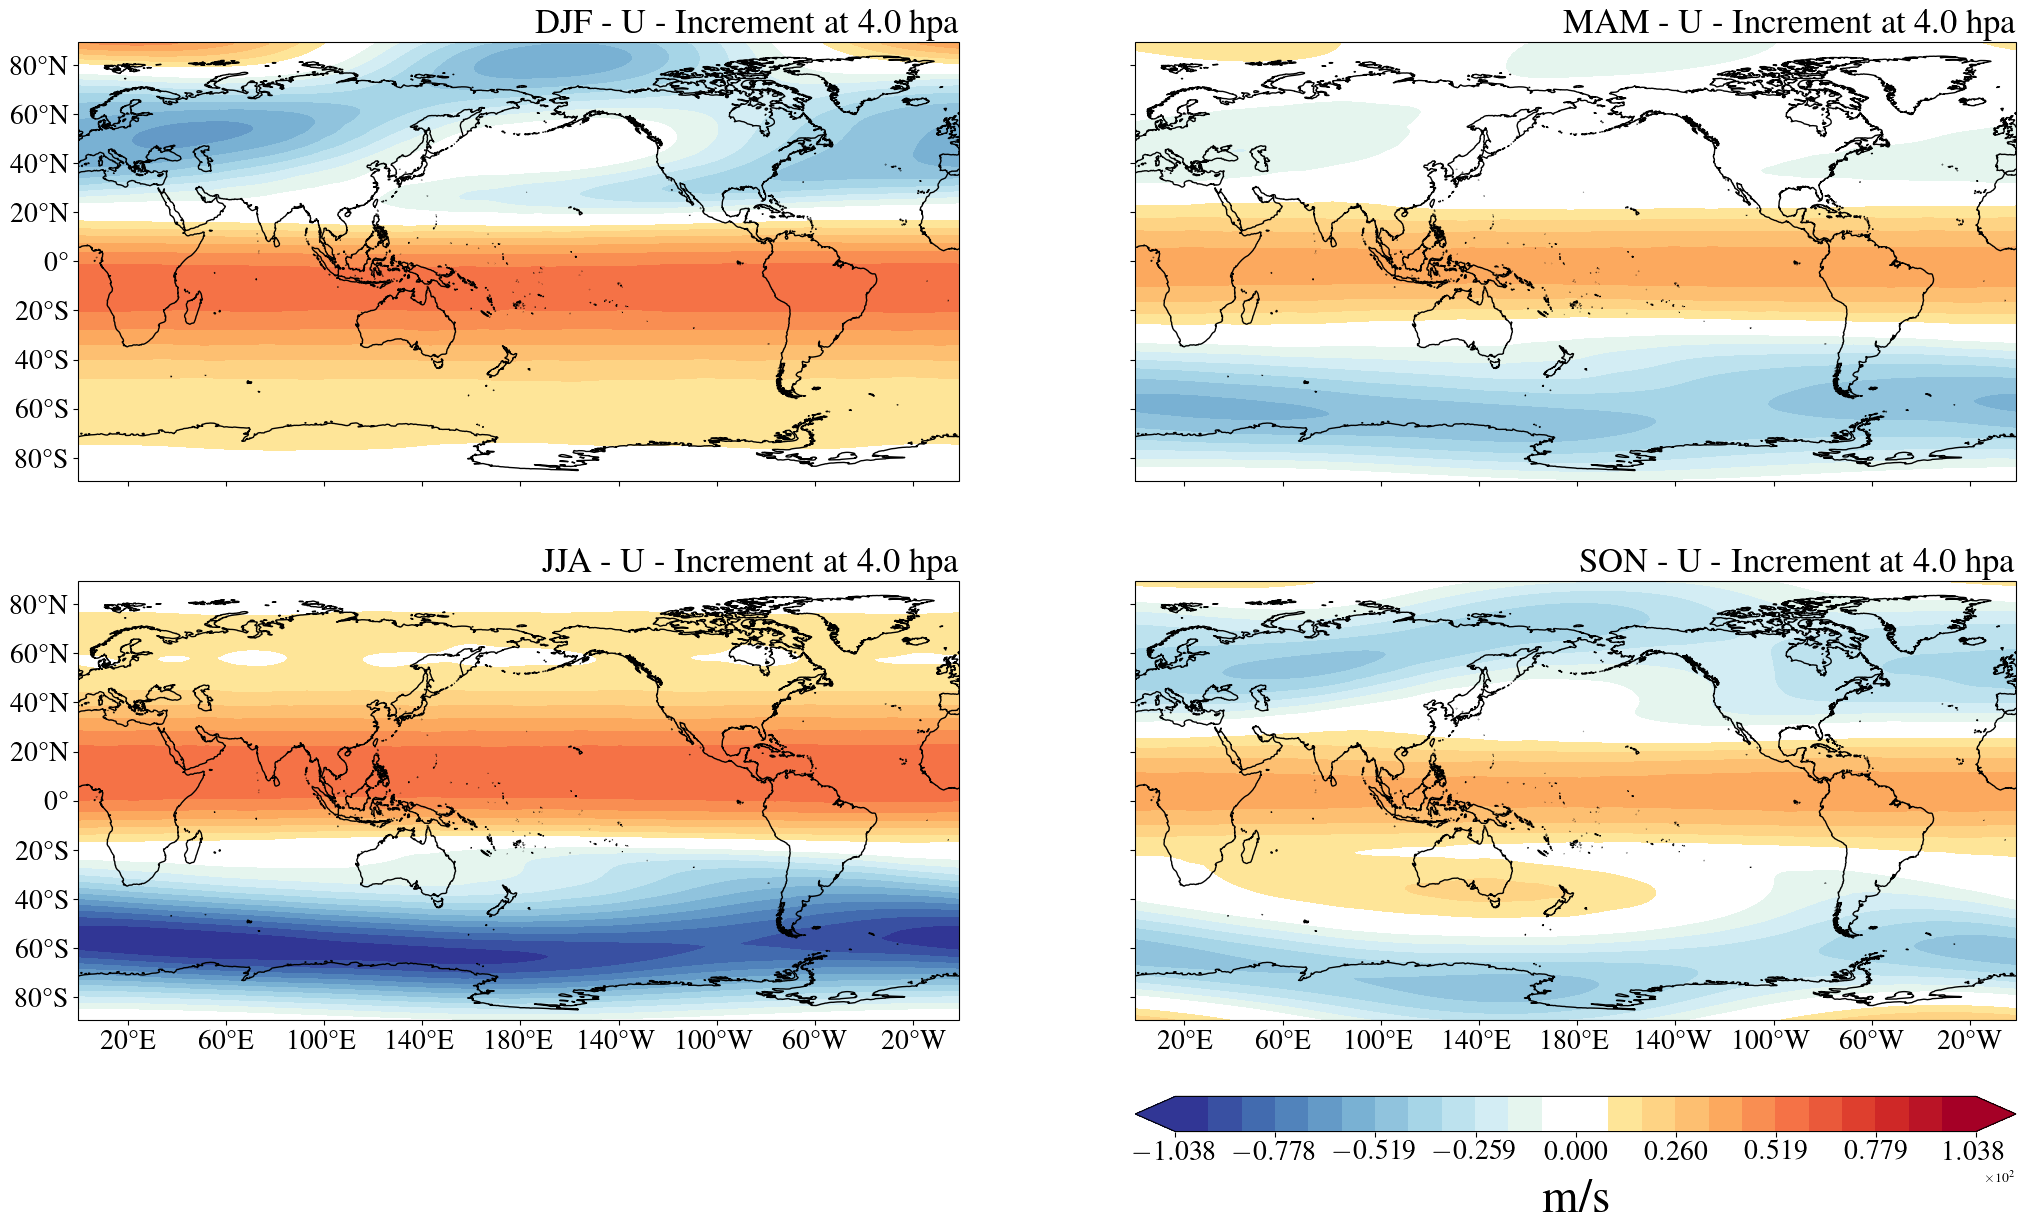 DJF - U - Increment at 4.0 hpa
MAM - U - Increment at 4.0 hpa
80°N
60°N
40°N
20°N
0°
20°S
40°S
60°S
80°S
JJA - U - Increment at 4.0 hpa
SON - U - Increment at 4.0 hpa
80°N
60°N
40°N
20°N
0°
20°S
40°S
60°S
80°S
20°E 60°E 100°E 140°E 180°E 140°W 100°W 60°W 20°W
20°E 60°E 100°E 140°E 180°E 140°W 100°W 60°W 20°W
−1.038 −0.778 −0.519 −0.259 0.000 0.260 0.519 0.779 1.038
×10²
m/s